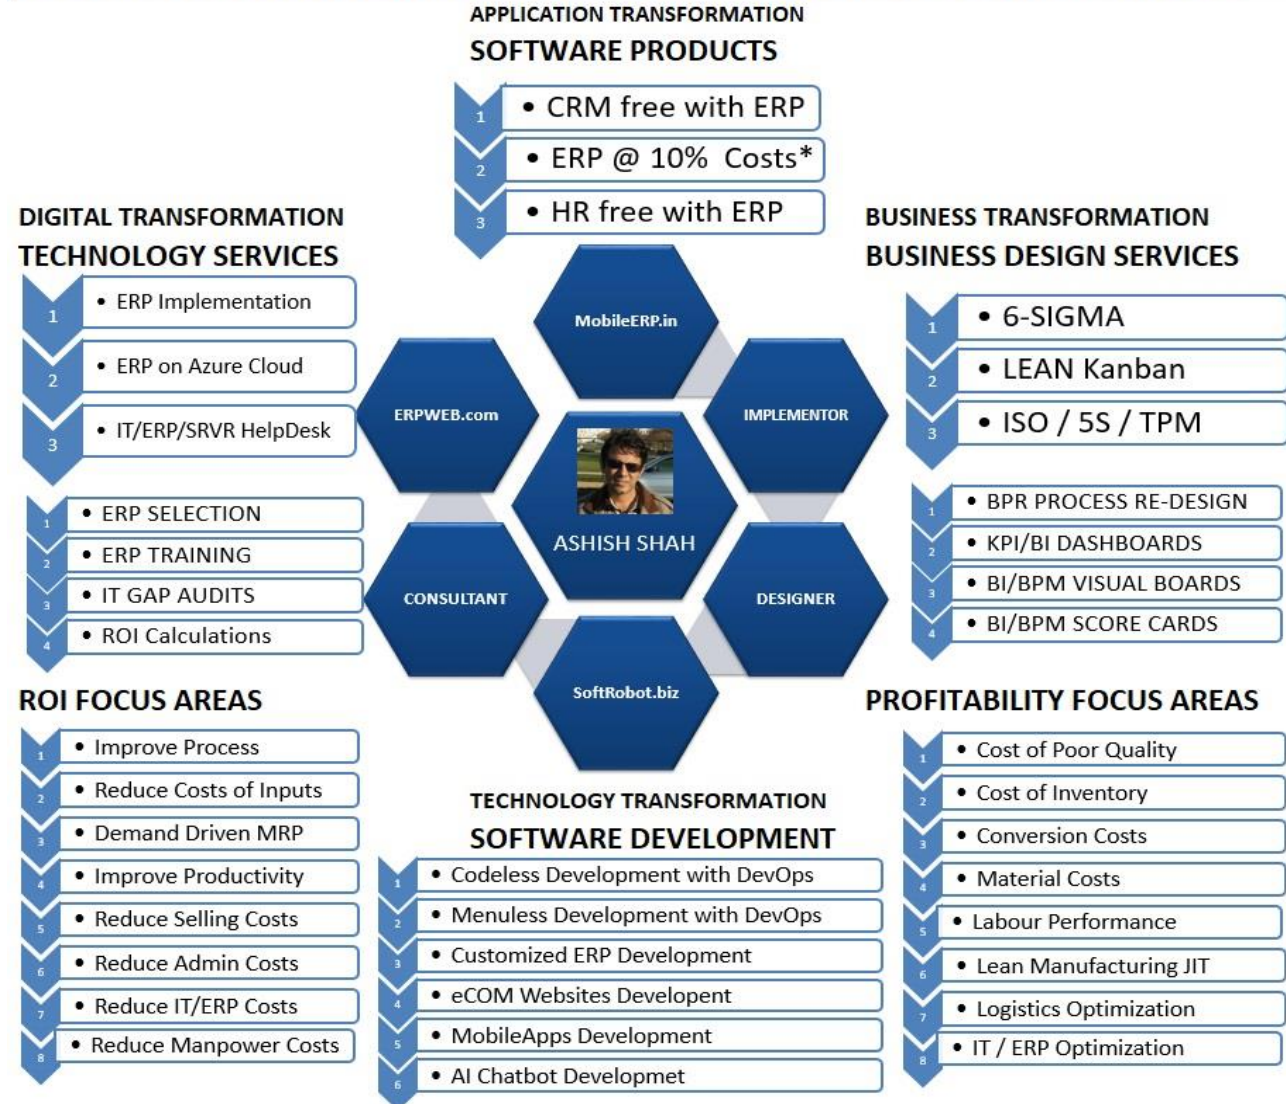 APPLICATION TRANSFORMATION
SOFTWARE PRODUCTS
1 • CRM free with ERP
2 • ERP @ 10% Costs*
3 • HR free with ERP
DIGITAL TRANSFORMATION
TECHNOLOGY SERVICES
1 • ERP Implementation
2 • ERP on Azure Cloud
3 • IT/ERP/SRVR HelpDesk
1 • ERP SELECTION
2 • ERP TRAINING
3 • IT GAP AUDITS
4 • ROI Calculations
ROI FOCUS AREAS
1 • Improve Process
2 • Reduce Costs of Inputs
3 • Demand Driven MRP
4 • Improve Productivity
5 • Reduce Selling Costs
6 • Reduce Admin Costs
7 • Reduce IT/ERP Costs
8 • Reduce Manpower Costs
MobileERP.in
ERPWEB.com
IMPLEMENTOR
ASHISH SHAH
CONSULTANT
DESIGNER
SoftRobot.biz
TECHNOLOGY TRANSFORMATION
SOFTWARE DEVELOPMENT
1 • Codeless Development with DevOps
2 • Menuless Development with DevOps
3 • Customized ERP Development
4 • eCOM Websites Developent
5 • MobileApps Development
6 • AI Chatbot Developmet
BUSINESS TRANSFORMATION
BUSINESS DESIGN SERVICES
1 • 6-SIGMA
2 • LEAN Kanban
3 • ISO / 5S / TPM
1 • BPR PROCESS RE-DESIGN
2 • KPI/BI DASHBOARDS
3 • BI/BPM VISUAL BOARDS
4 • BI/BPM SCORE CARDS
PROFITABILITY FOCUS AREAS
1 • Cost of Poor Quality
2 • Cost of Inventory
3 • Conversion Costs
4 • Material Costs
5 • Labour Performance
6 • Lean Manufacturing JIT
7 • Logistics Optimization
8 • IT / ERP Optimization